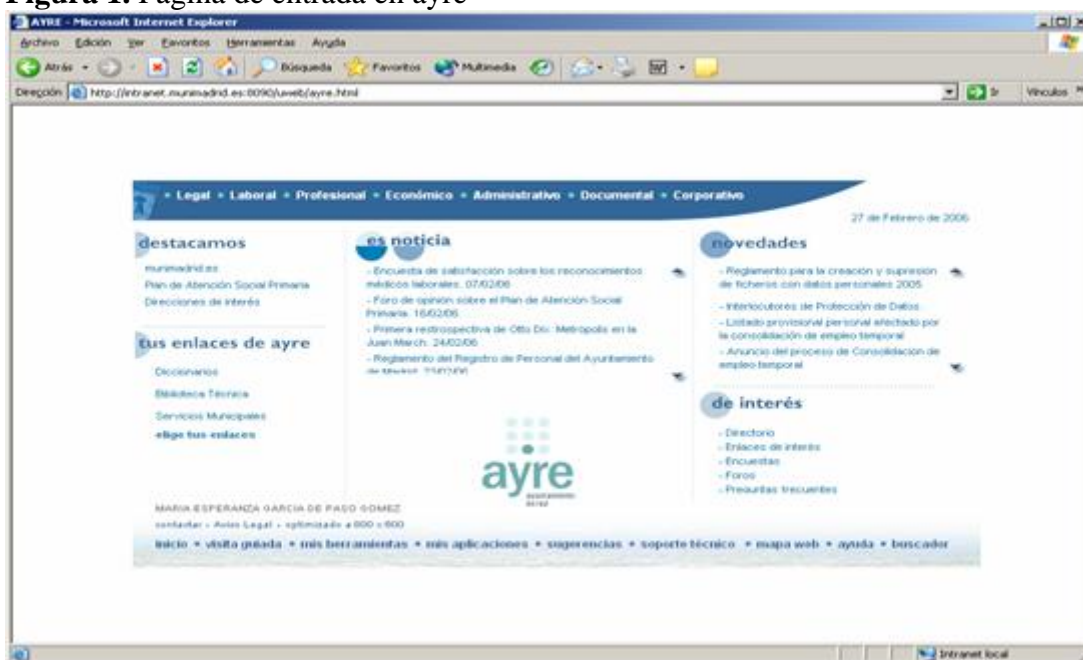 Figura 1. Página de entrada en ayre
AYRE - Microsoft Internet Explorer
Archivo Edición Ver Favoritos Herramientas Ayuda
Atrás Búsqueda Favoritos Multimedia
Dirección http://intranet.munimadrid.es:8090/uweb/ayre.html Ir Vínculos
Legal Laboral Profesional Económico Administrativo Documental Corporativo
27 de Febrero de 2006
destacamos
munimadrid.es
Plan de Atención Social Primaria
Direcciones de interés
tus enlaces de ayre
Diccionarios
Biblioteca Técnica
Servicios Municipales
elige tus enlaces
es noticia
- Encuesta de satisfacción sobre los reconocimientos
médicos laborales. 07/02/06
- Foro de opinión sobre el Plan de Atención Social
Primaria. 16/02/06
- Primera restrospectiva de Otto Dix. Metrópolis en la
Juan March. 24/02/06
- Reglamento del Registro de Personal del Ayuntamiento
de Madrid. 23/02/06
ayre
ayuntamiento
novedades
- Reglamento para la creación y supresión
de ficheros con datos personales 2005
- Interlocutores de Protección de Datos
- Listado provisional personal afectado por
la consolidación de empleo temporal
- Anuncio del proceso de Consolidación de
empleo temporal
de interés
- Directorio
- Enlaces de interés
- Encuestas
- Foros
- Preguntas frecuentes
MARIA ESPERANZA GARCIA DE PASO GOMEZ
contactar - Aviso Legal - optimizado a 800 x 600
inicio visita guiada mis herramientas mis aplicaciones sugerencias soporte técnico mapa web ayuda buscador
Intranet local